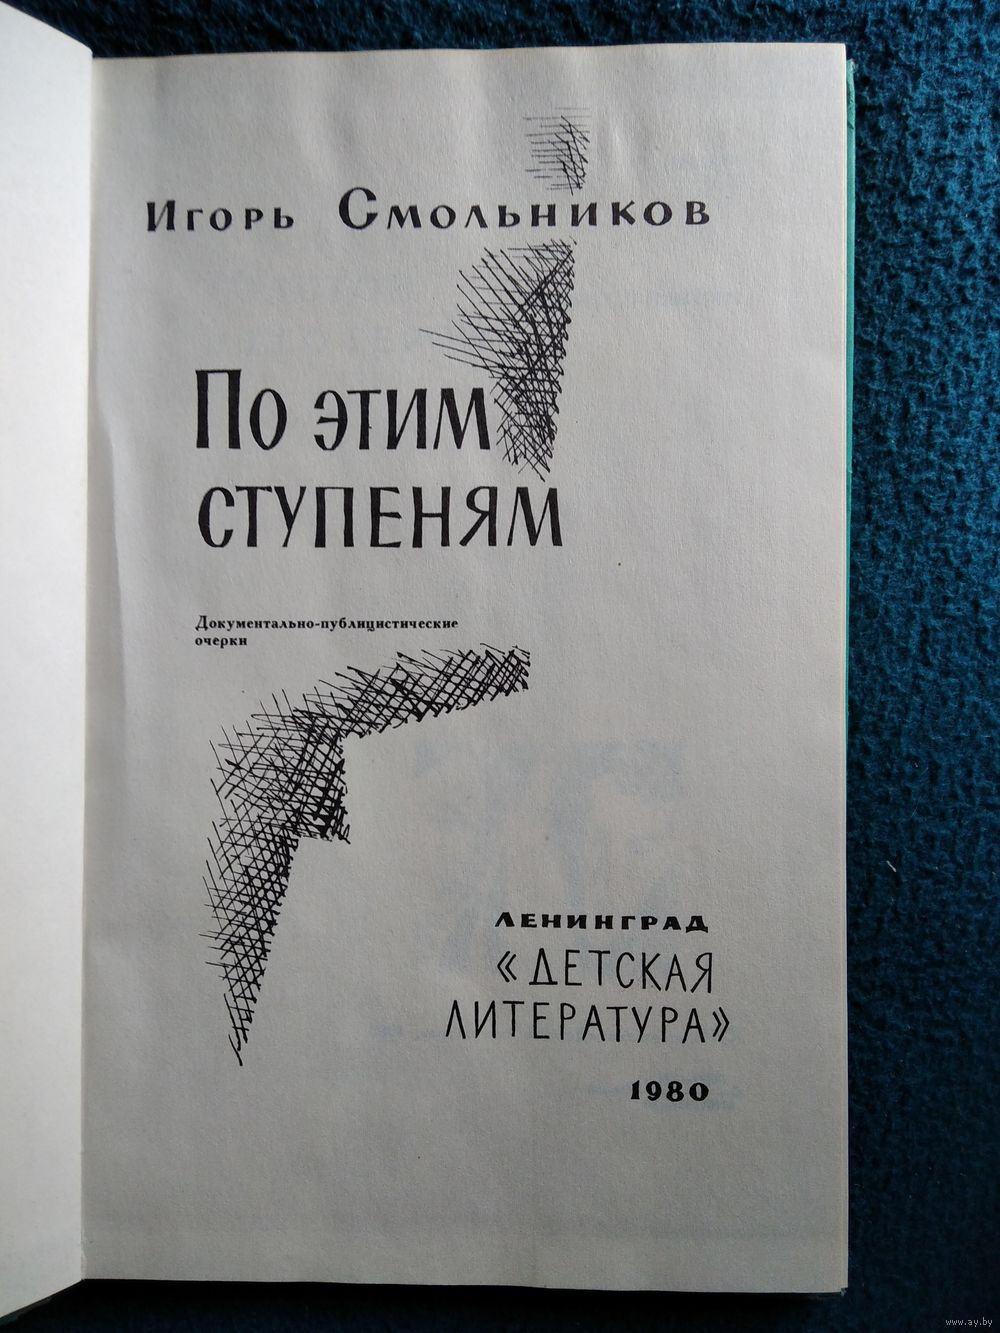 Игорь Смольников
По этим
ступеням
Документально-публицистические
очерки
Ленинград
«Детская
литература»
1980
www.ay.by